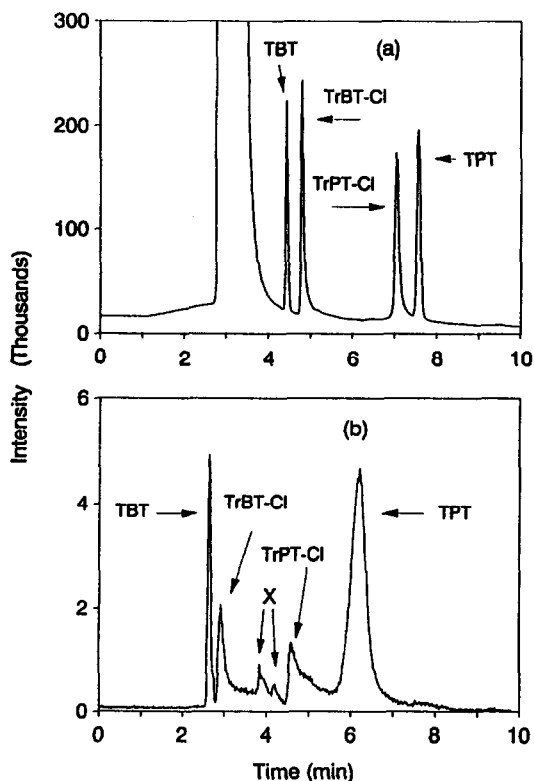 300
(a)
TBT
TrBT-Cl
200
TPT
TrPT-Cl
100
0
0 2 4 6 8 10
Intensity (Thousands)
6
(b)
4
TBT
TrBT-Cl
TPT
TrPT-Cl
X
2
0
0 2 4 6 8 10
Time (min)